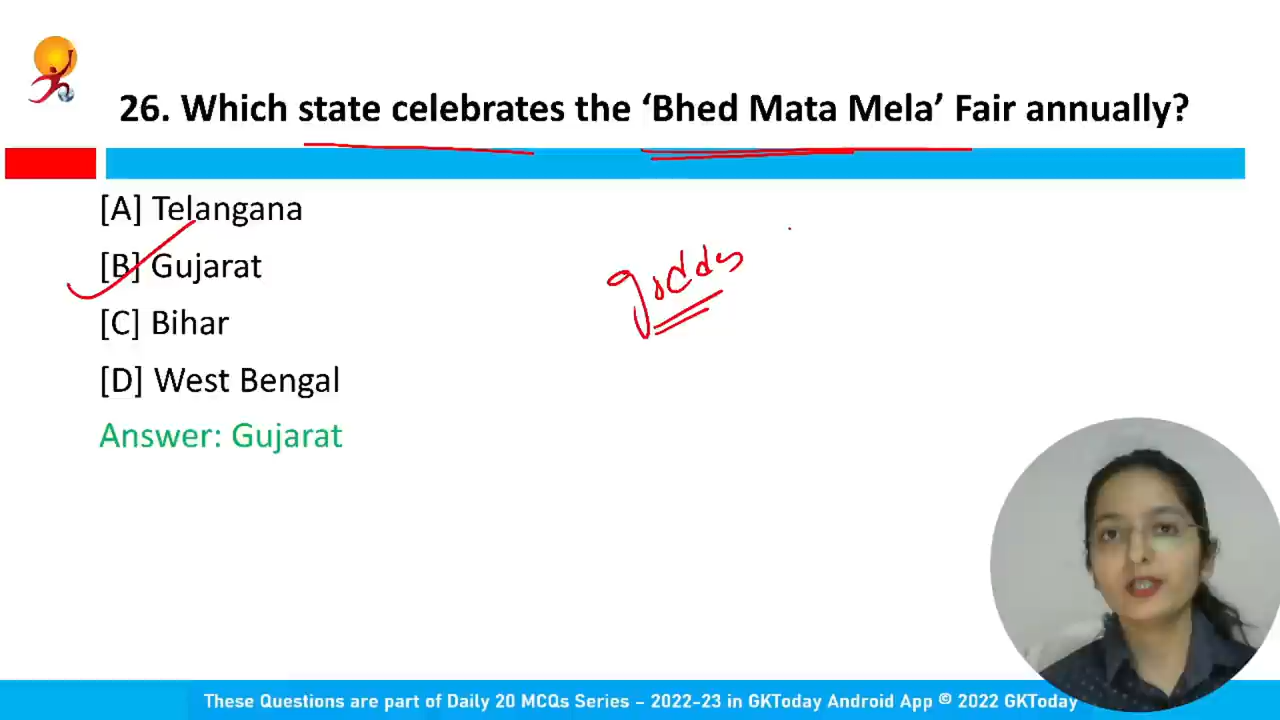 26. Which state celebrates the ‘Bhed Mata Mela’ Fair annually?
[A] Telangana
[B] Gujarat
[C] Bihar
[D] West Bengal
Answer: Gujarat
goddes
These Questions are part of Daily 20 MCQs Series – 2022-23 in GKToday Android App © 2022 GKToday